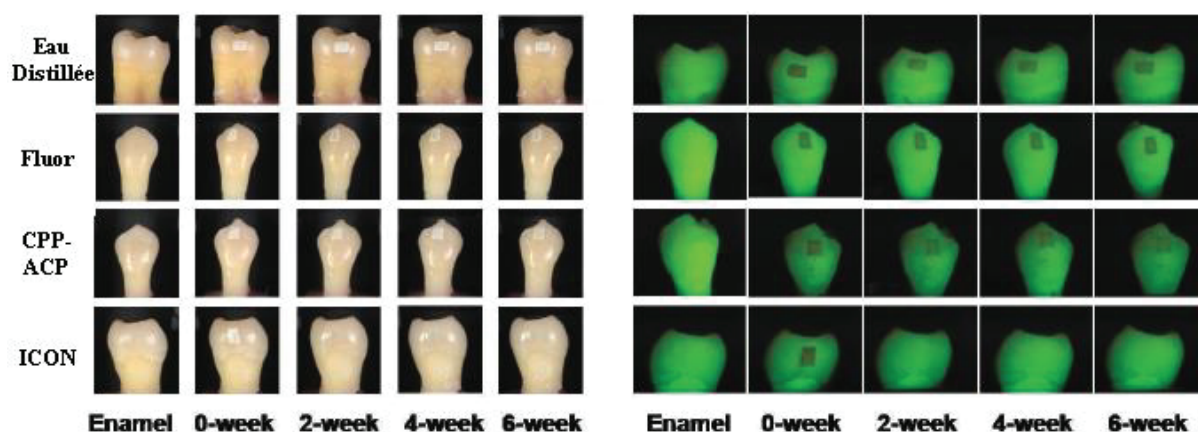 Eau
Distillée
Fluor
CPP-
ACP
ICON
Enamel 0-week 2-week 4-week 6-week
Enamel 0-week 2-week 4-week 6-week